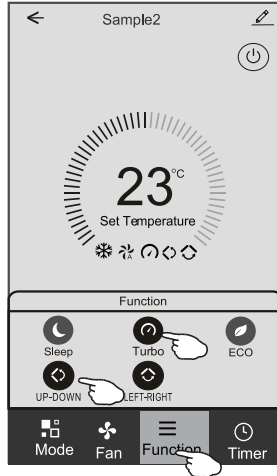 Sample2
23°C
Set Temperature
A
Function
Sleep Turbo ECO
UP-DOWN LEFT-RIGHT
Mode Fan Function Timer